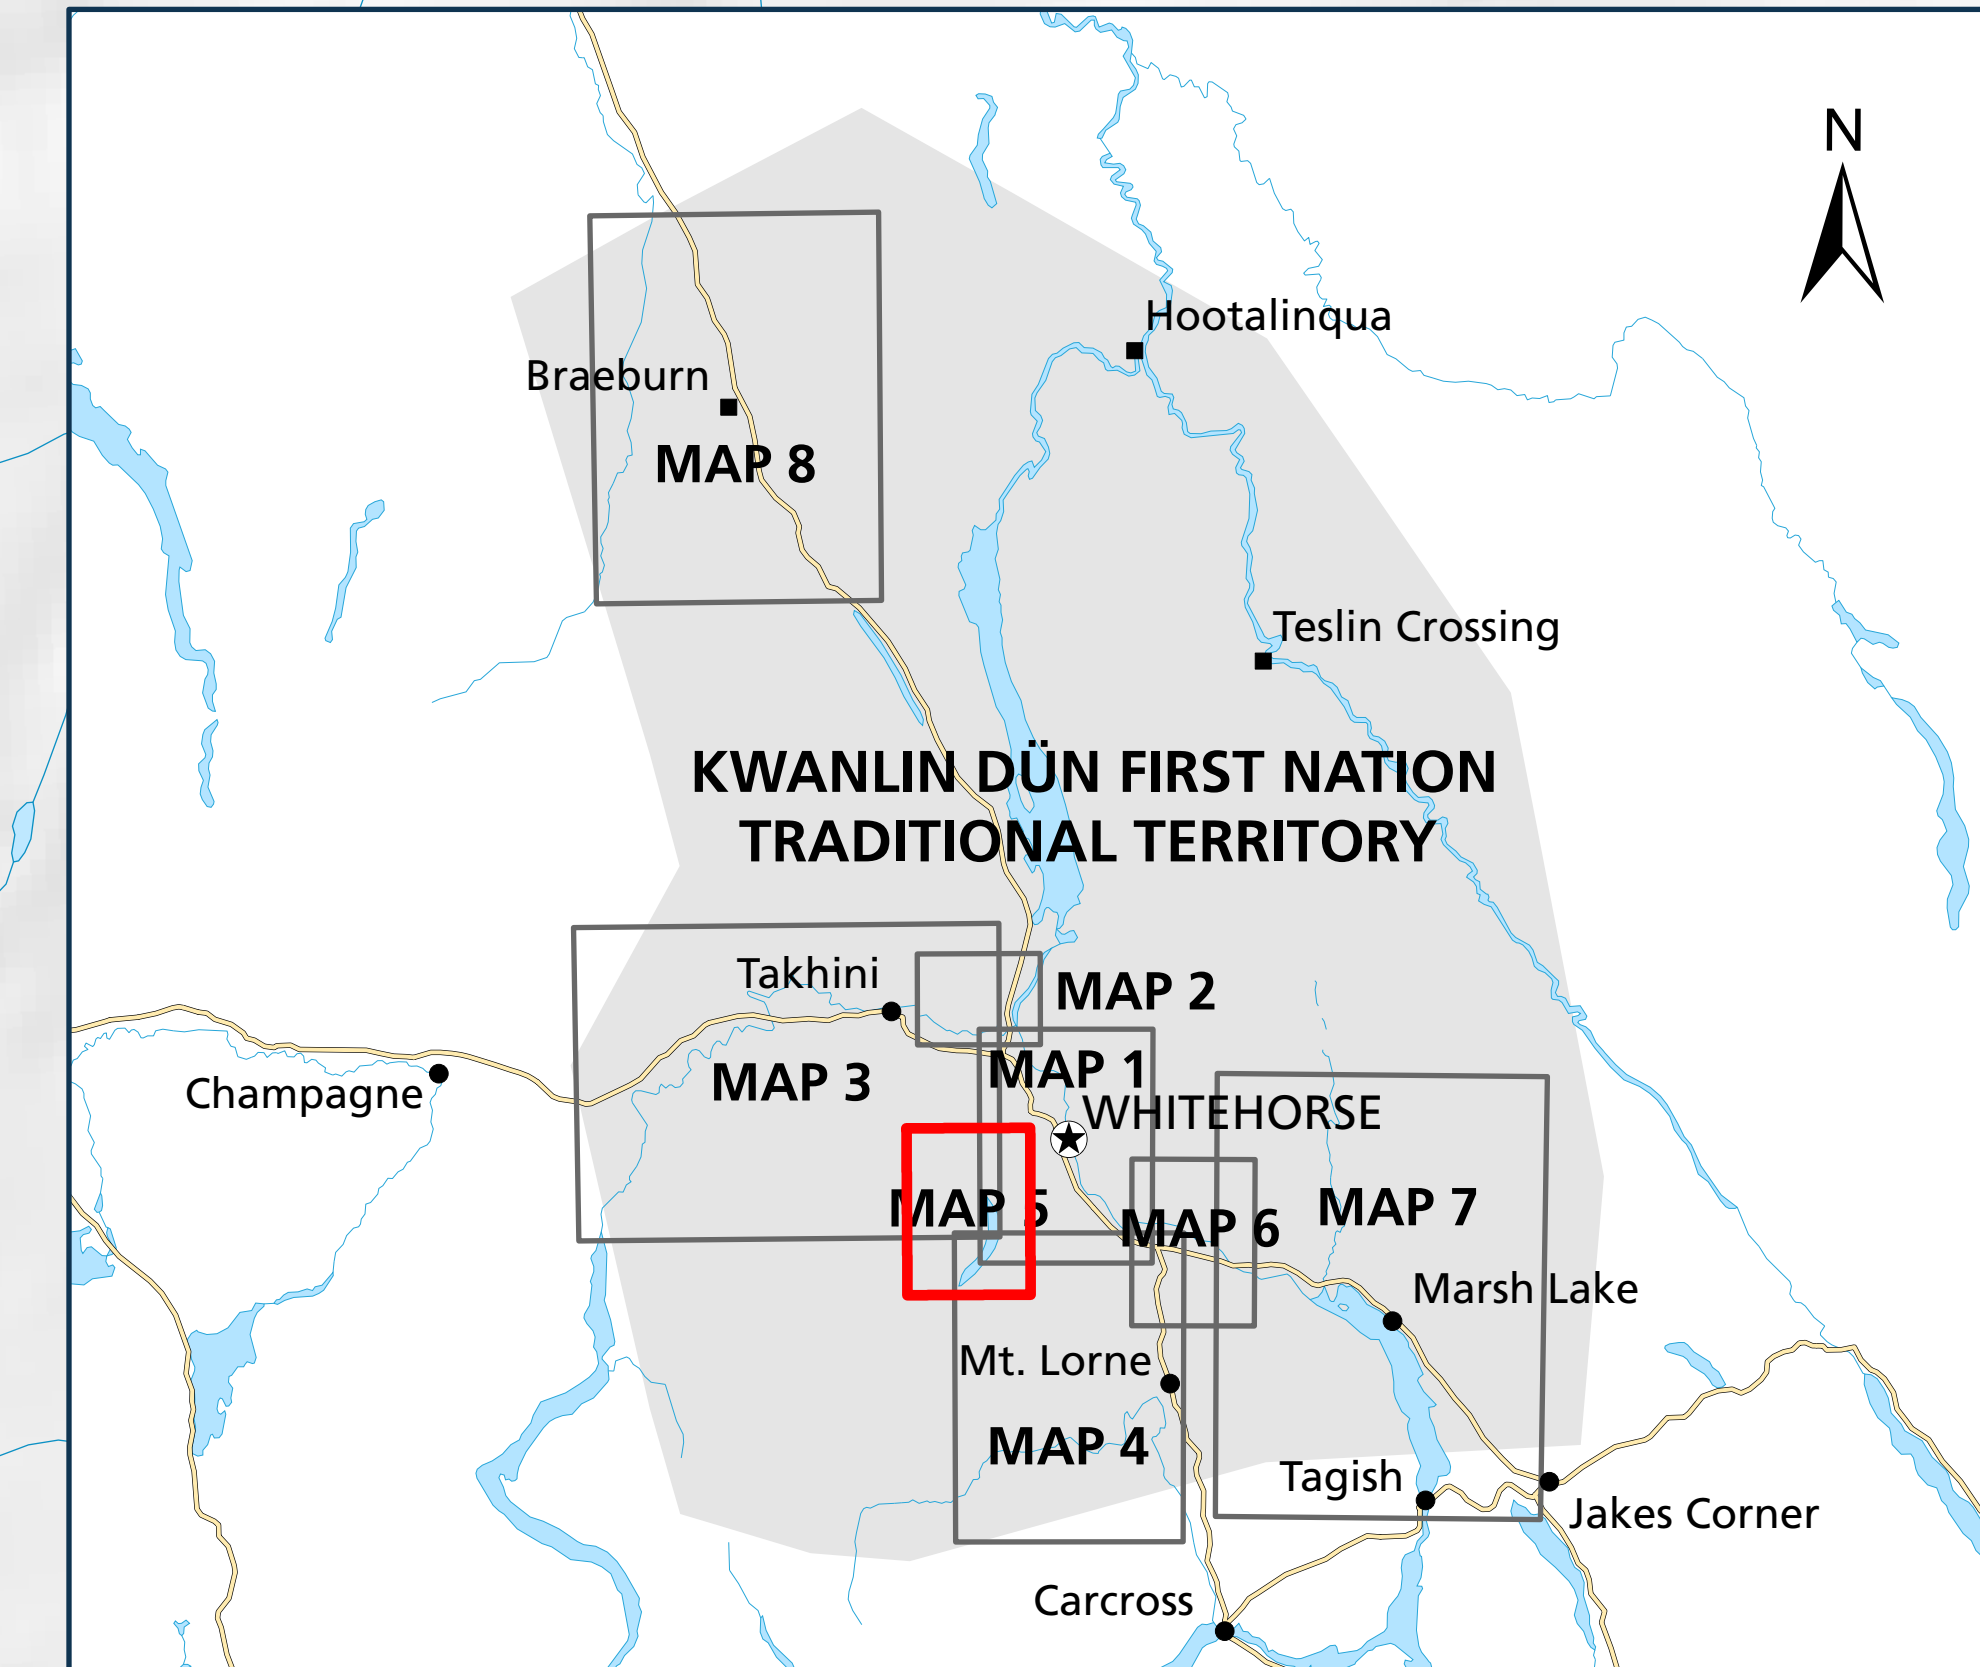 N
Hootalinqua
Braeburn
MAP 8
Teslin Crossing
KWANLIN DÜN FIRST NATION
TRADITIONAL TERRITORY
Takhini
MAP 2
MAP 1
MAP 3
Champagne
WHITEHORSE
MAP 5
MAP 6
MAP 7
Marsh Lake
Mt. Lorne
MAP 4
Tagish
Jakes Corner
Carcross